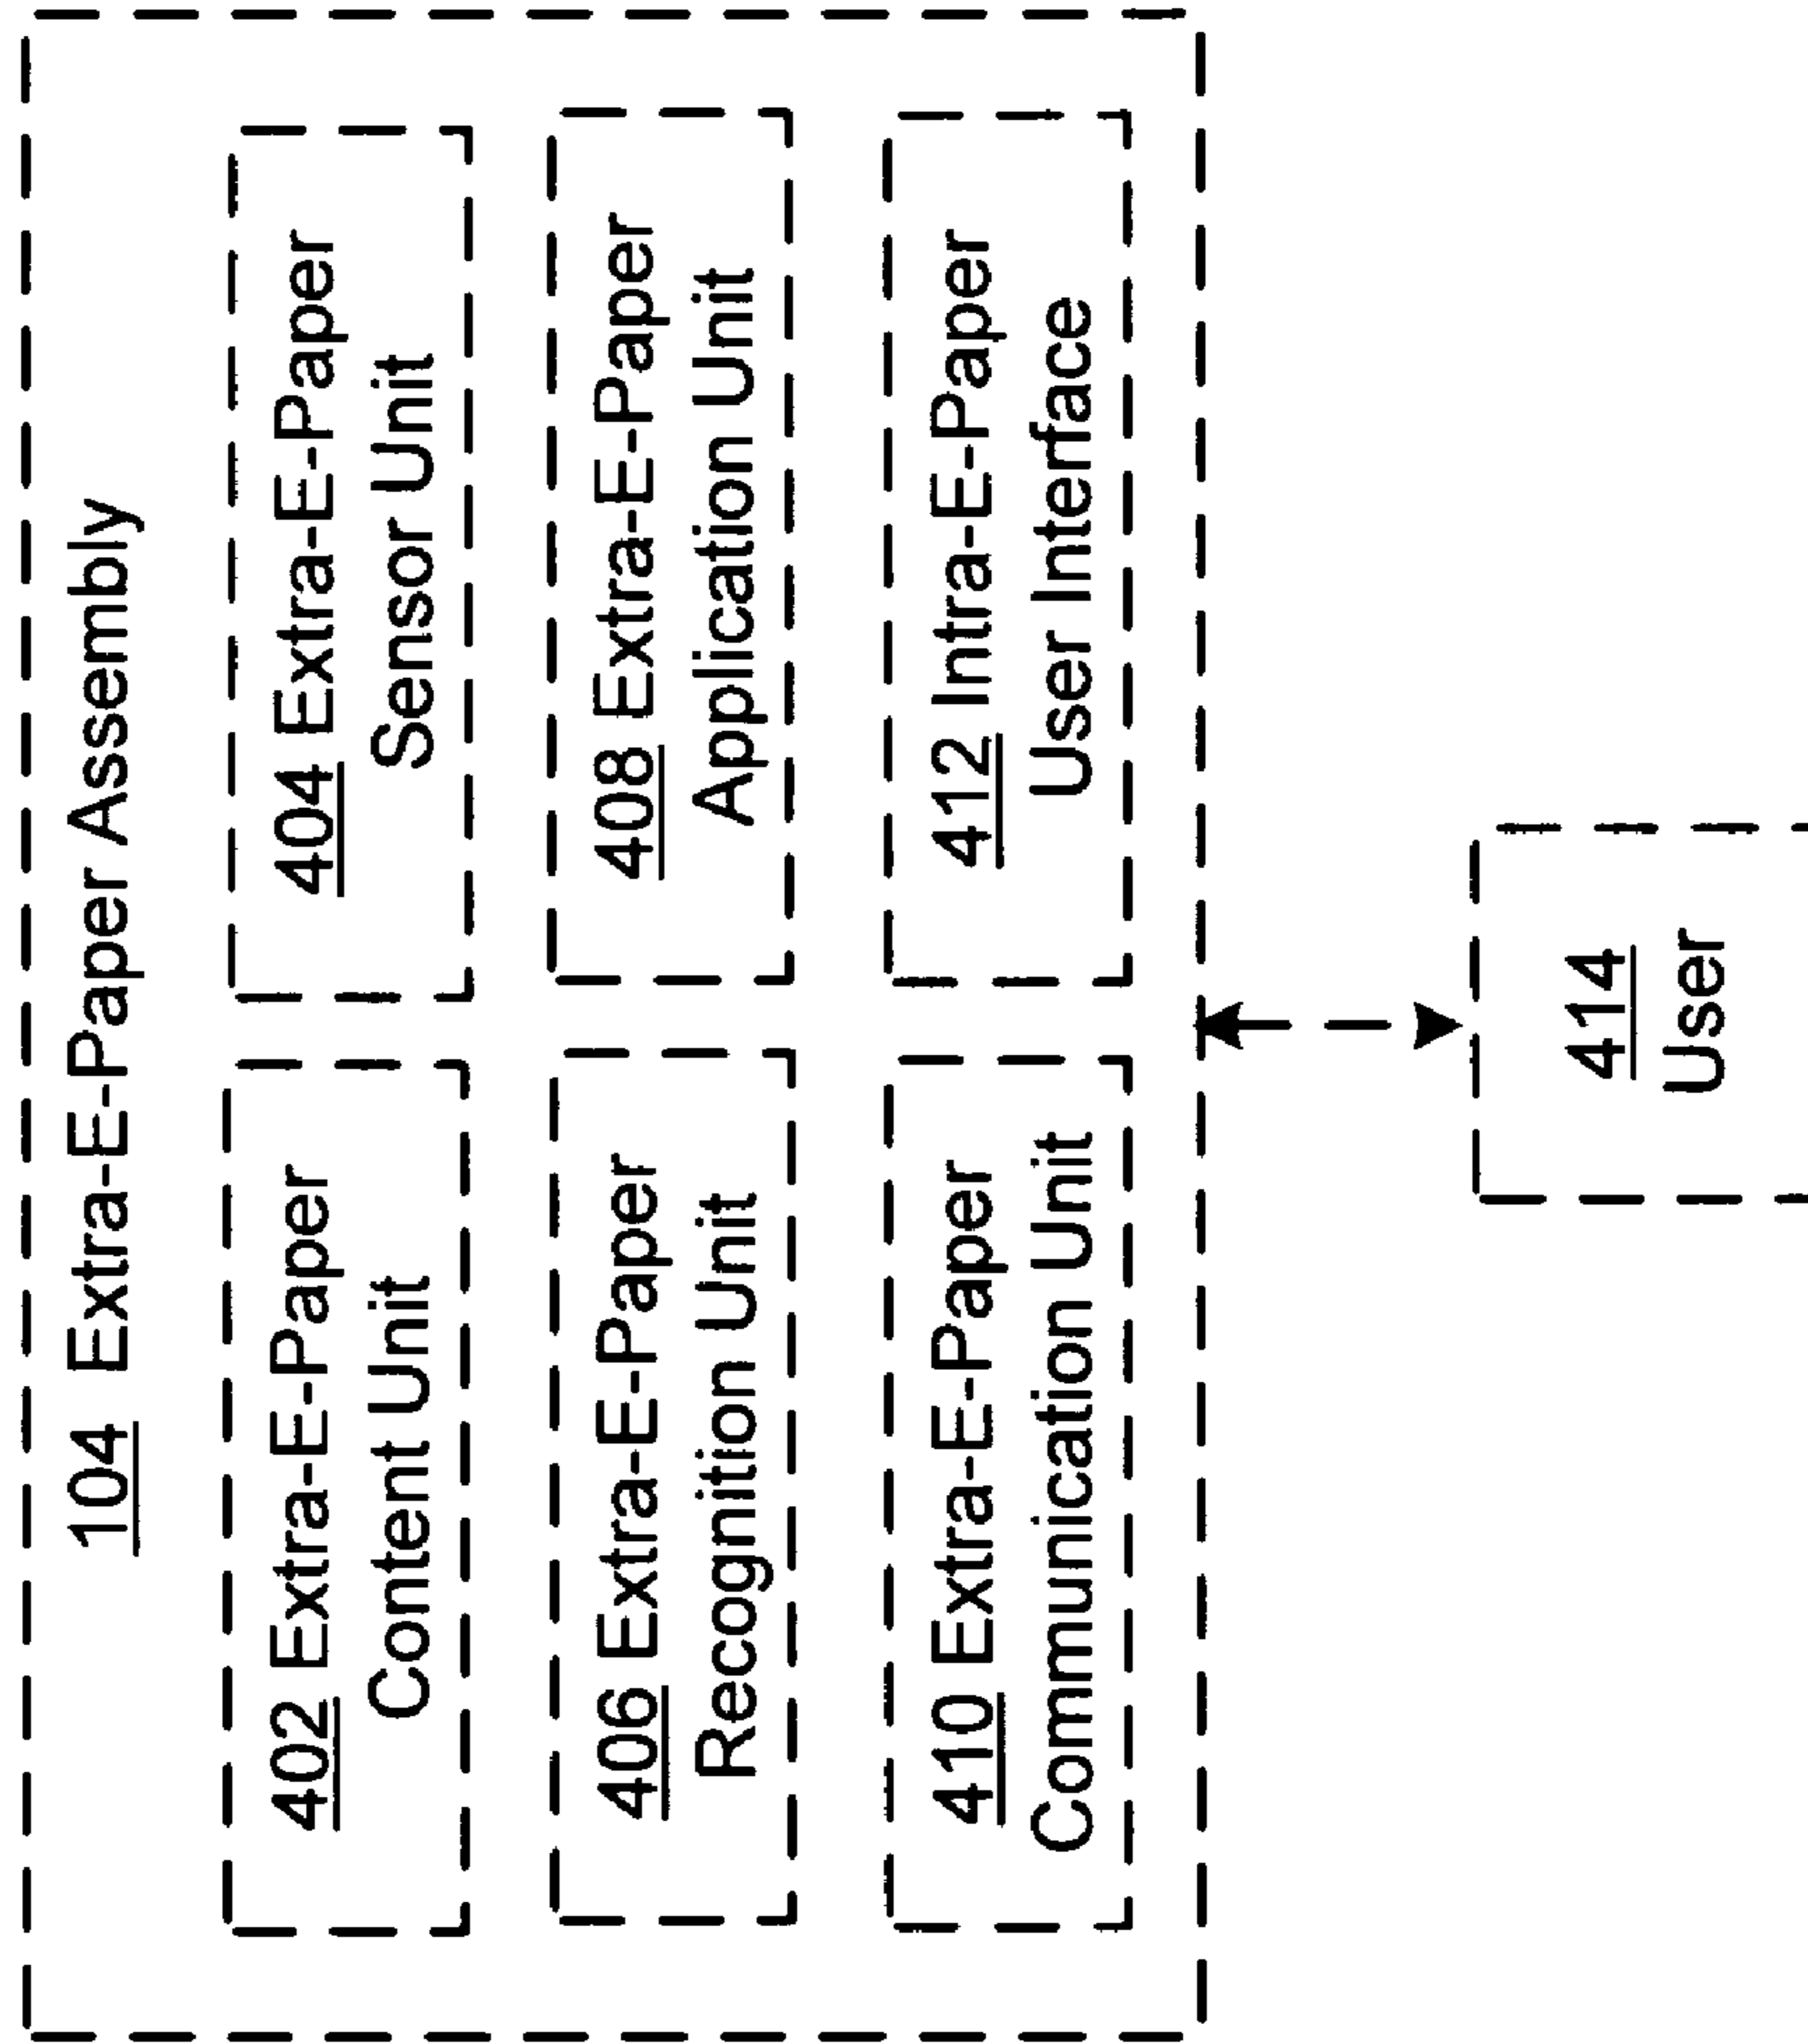 104 Extra-E-Paper Assembly
402 Extra-E-Paper
Content Unit
404 Extra-E-Paper
Sensor Unit
406 Extra-E-Paper
Recognition Unit
408 Extra-E-Paper
Application Unit
410 Extra-E-Paper
Communication Unit
412 Intra-E-Paper
User Interface
414
User